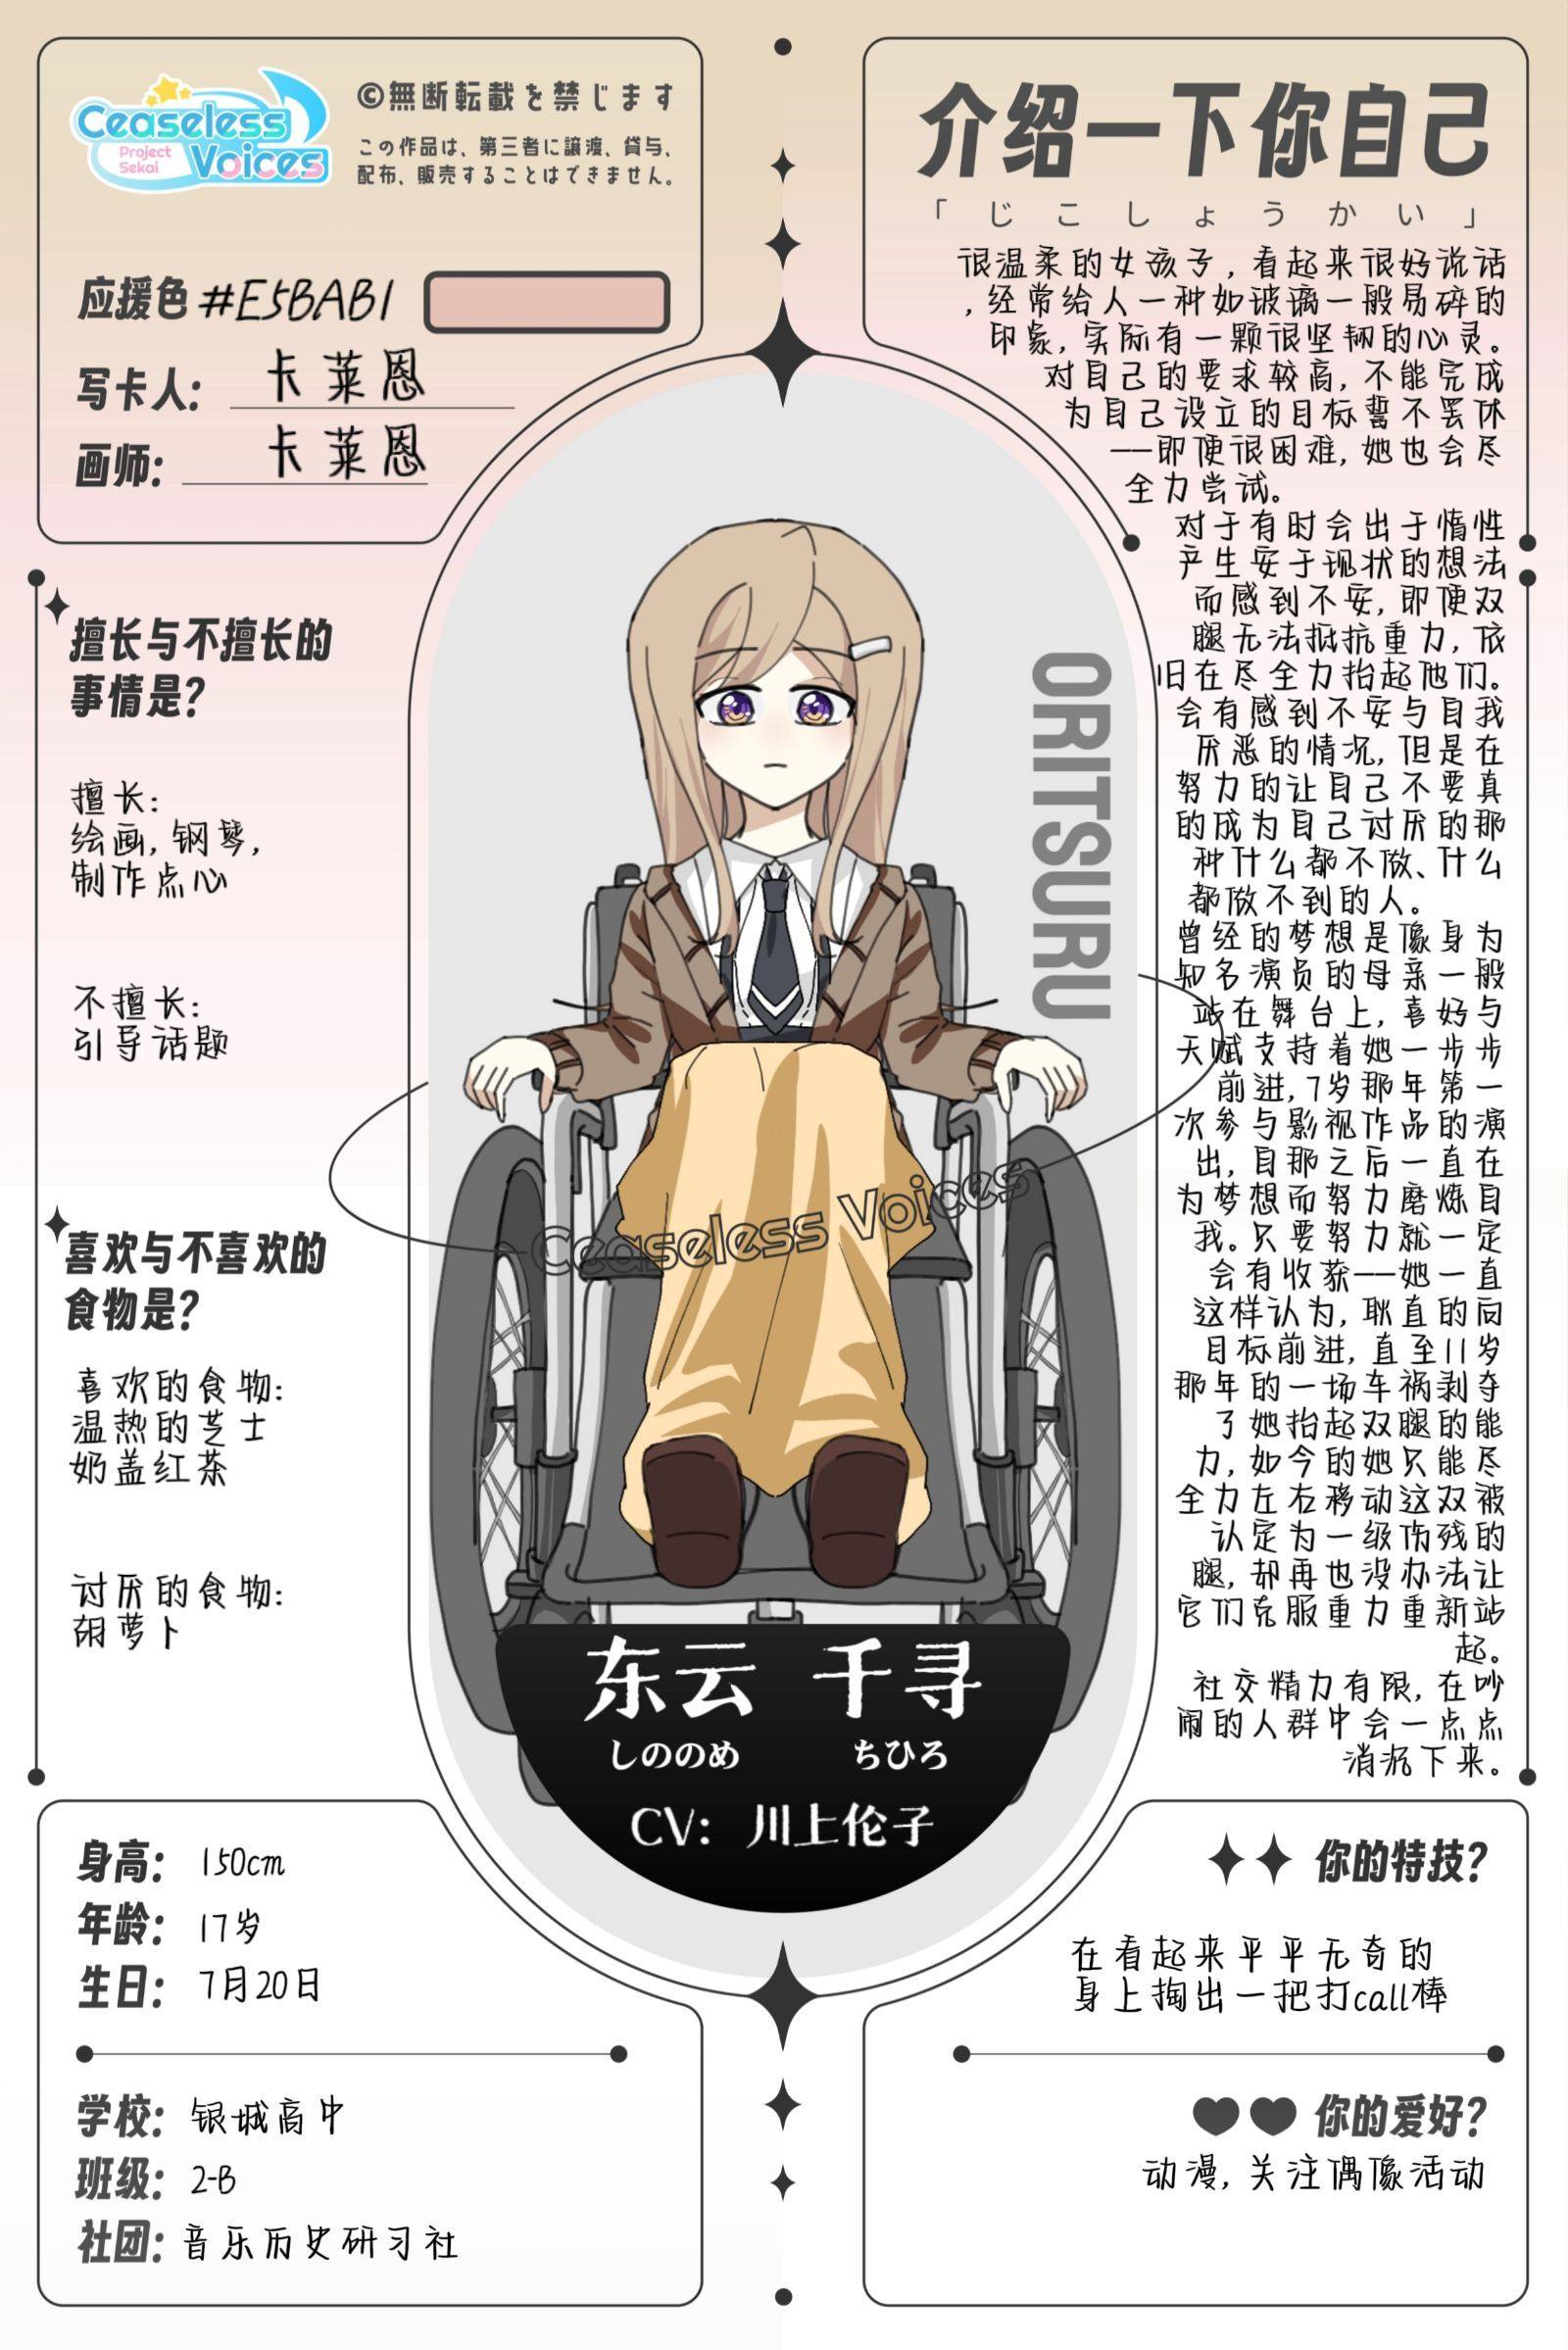 Ceaseless
Project
Sekai
Voices
©無断転載を禁じます
この作品は、第三者に譲渡、貸与、
配布、販売することはできません。
应援色 #E5BAB1
写卡人: 卡莱恩
画师: 卡莱恩
擅长与不擅长的
事情是?
擅长:
绘画,钢琴,
制作点心
不擅长:
引导话题
喜欢与不喜欢的
食物是?
喜欢的食物:
温热的芝士
奶盖红茶
讨厌的食物:
胡萝卜
身高: 150cm
年龄: 17岁
生日: 7月20日
学校: 银城高中
班级: 2-B
社团: 音乐历史研习社
ORITSURU
Ceaseless Voices
东云 千寻
しののめ ちひろ
CV: 川上伦子
介绍一下你自己
「じこしょうかい」
很温柔的女孩子,看起来很好说话
,经常给人一种如玻璃一般易碎的
印象,实际有一颗很坚韧的心灵。
对自己的要求较高,不能完成
为自己设立的目标誓不罢休
——即便很困难,她也会尽
全力尝试。
对于有时会出于惰性
产生安于现状的想法
而感到不安,即便双
腿无法抵抗重力,依
旧在尽全力抬起他们。
会有感到不安与自我
厌恶的情况,但是在
努力的让自己不要真
的成为自己讨厌的那
种什么都不做、什么
都做不到的人。
曾经的梦想是像身为
知名演员的母亲一般
站在舞台上,喜好与
天赋支持着她一步步
前进,7岁那年第一
次参与影视作品的演
出,自那之后一直在
为梦想而努力磨炼自
我。只要努力就一定
会有收获——她一直
这样认为,耿直的向
目标前进,直至11岁
那年的一场车祸剥夺
了她抬起双腿的能
力,如今的她只能尽
全力左右移动这双被
认定为一级伤残的
腿,却再也没办法让
它们克服重力重新站
起。
社交精力有限,在吵
闹的人群中会一点点
消沉下来。
你的特技?
在看起来平平无奇的
身上掏出一把打call棒
你的爱好?
动漫,关注偶像活动